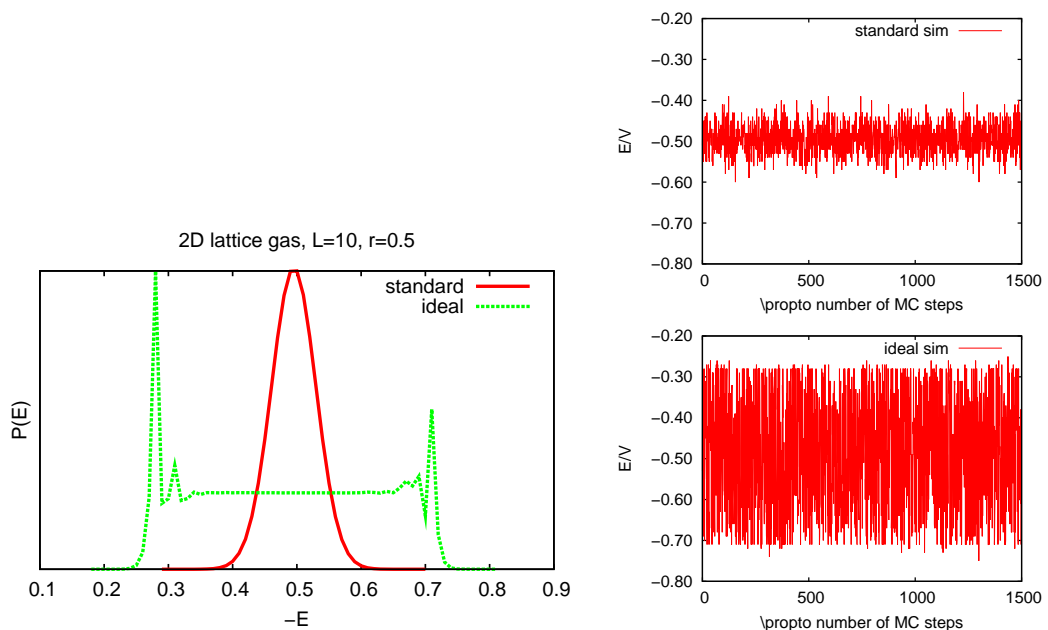 2D lattice gas, L=10, r=0.5
standard
ideal
P(E)
0.1 0.2 0.3 0.4 0.5 0.6 0.7 0.8 0.9
−E
−0.20
−0.30
−0.40
−0.50
−0.60
−0.70
−0.80
standard sim
E/V
0 500 1000 1500
\propto number of MC steps
−0.20
−0.30
−0.40
−0.50
−0.60
−0.70
−0.80
ideal sim
E/V
0 500 1000 1500
\propto number of MC steps